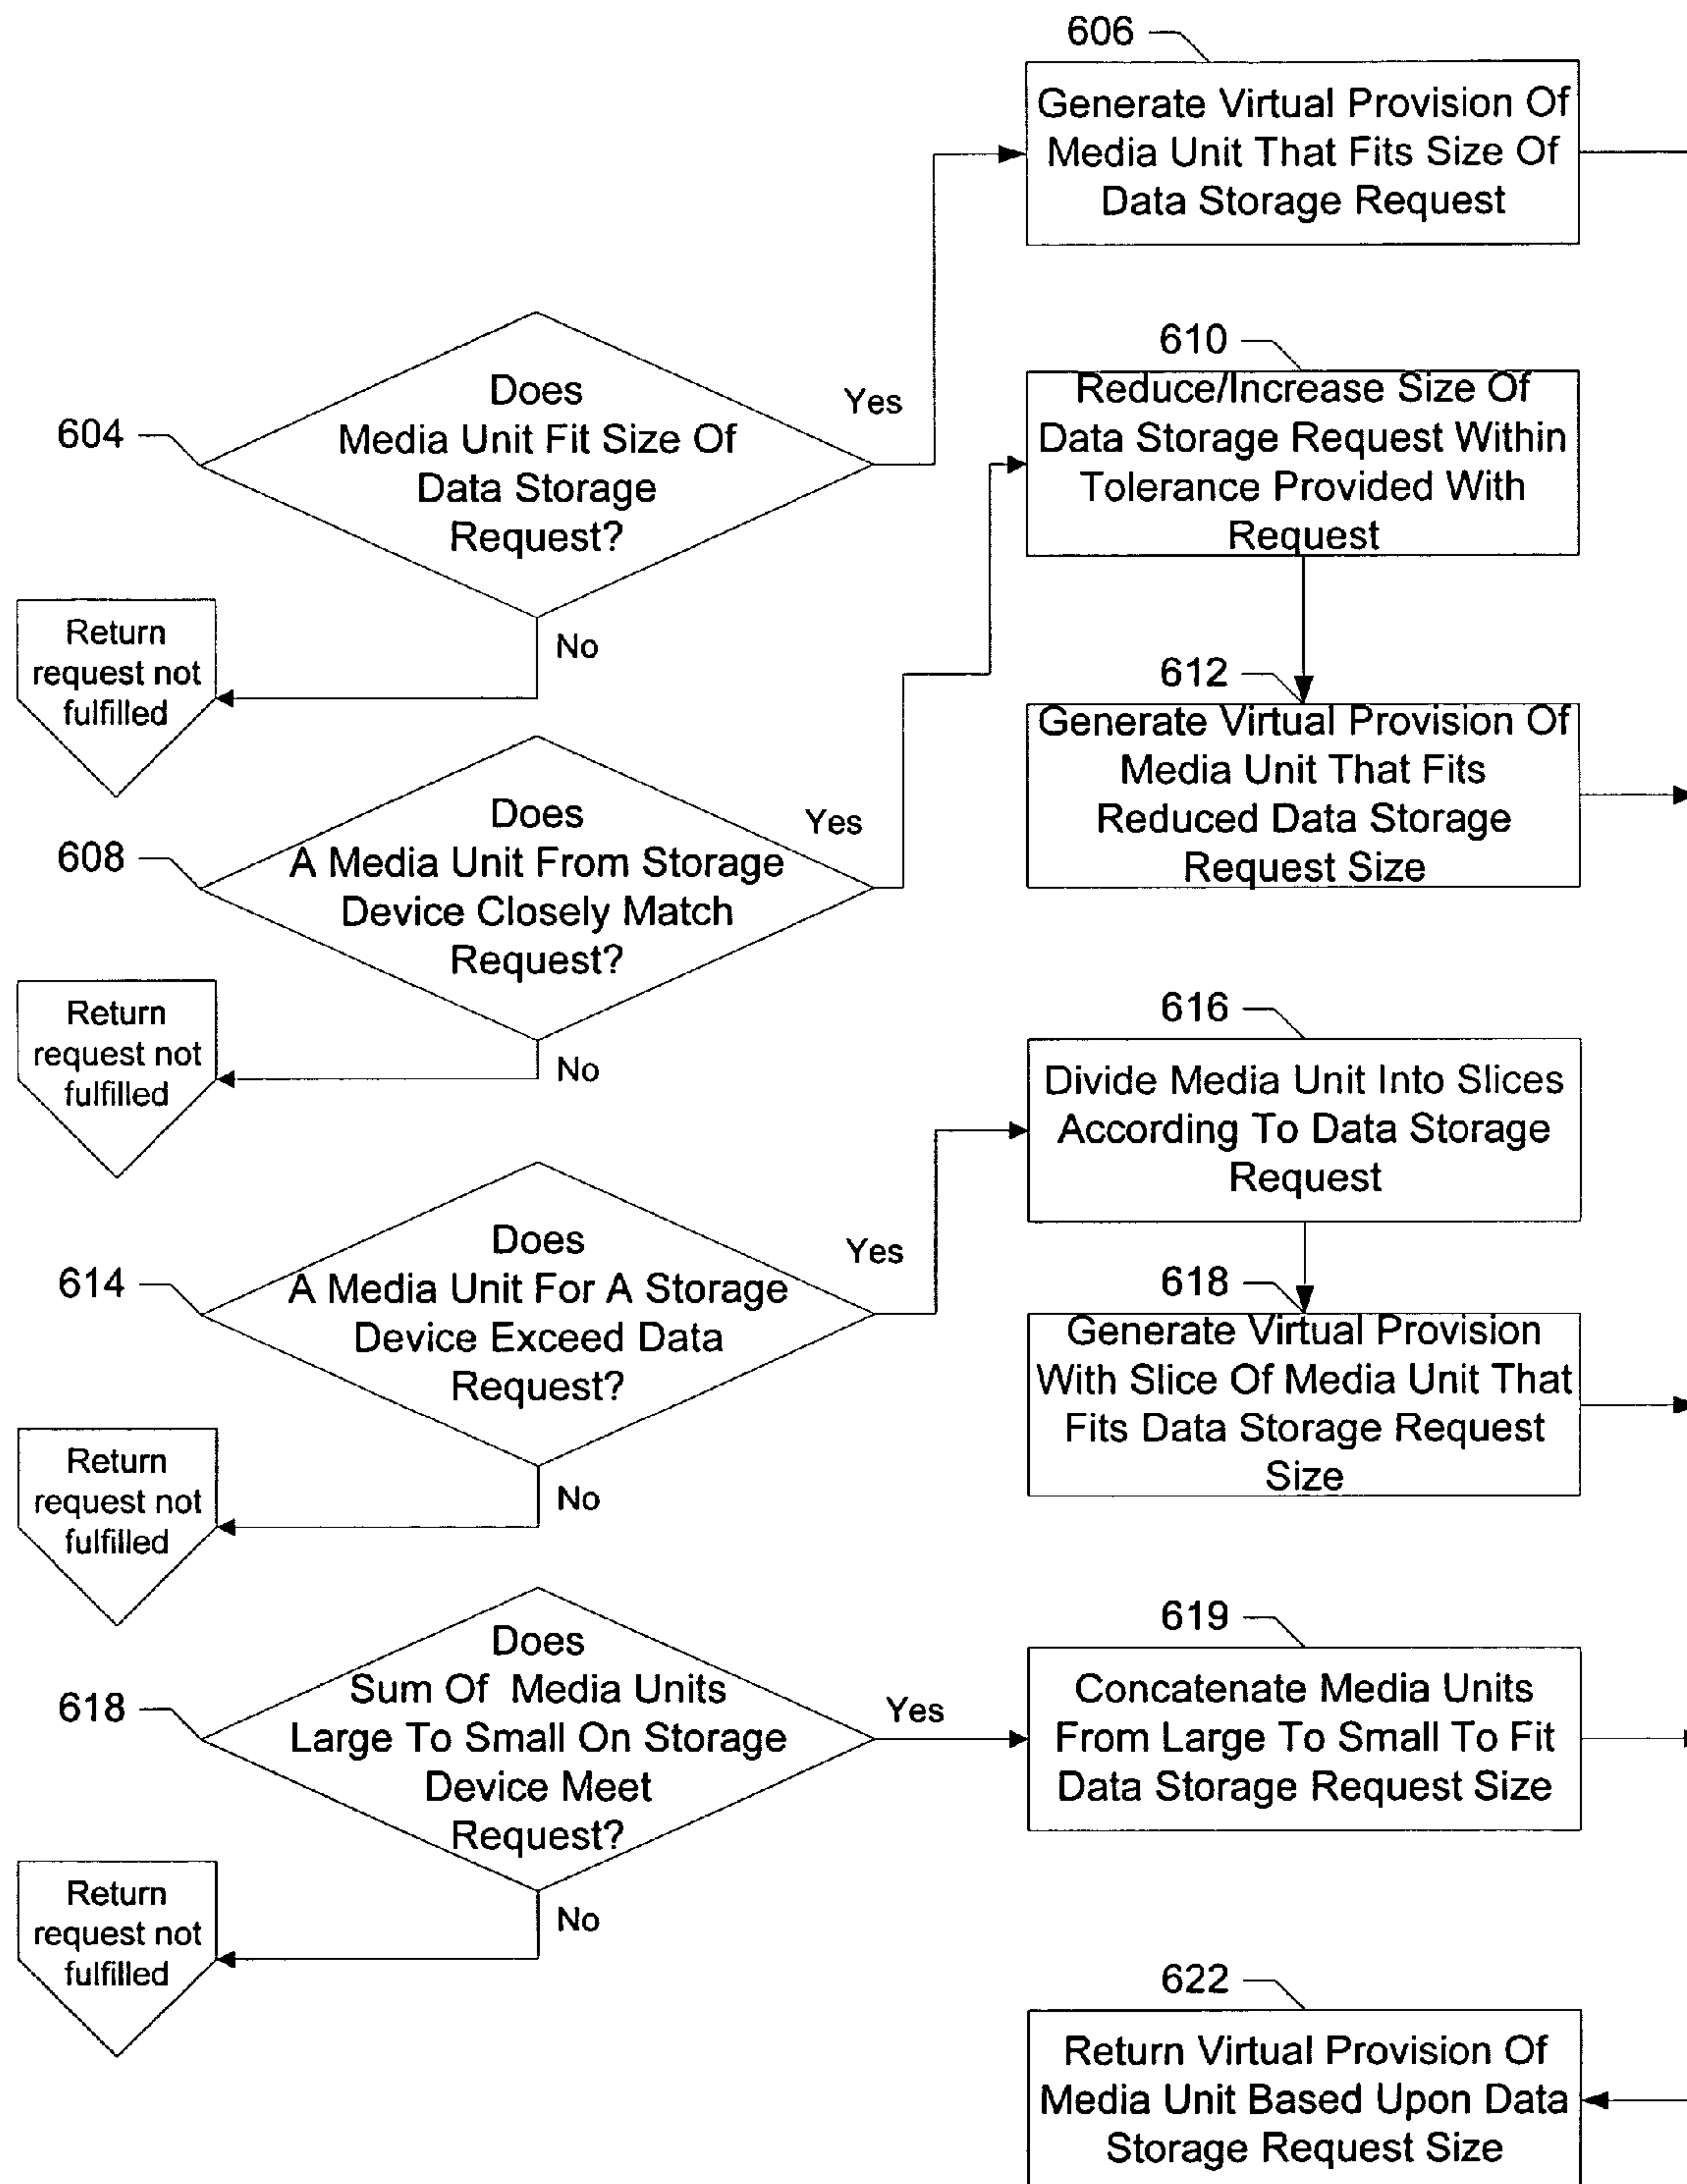 606
Generate Virtual Provision Of
Media Unit That Fits Size Of
Data Storage Request
604
Does
Media Unit Fit Size Of
Data Storage
Request?
Yes
No
Return
request not
fulfilled
610
Reduce/Increase Size Of
Data Storage Request Within
Tolerance Provided With
Request
612
Generate Virtual Provision Of
Media Unit That Fits
Reduced Data Storage
Request Size
608
Does
A Media Unit From Storage
Device Closely Match
Request?
Yes
No
Return
request not
fulfilled
616
Divide Media Unit Into Slices
According To Data Storage
Request
618
Generate Virtual Provision
With Slice Of Media Unit That
Fits Data Storage Request
Size
614
Does
A Media Unit For A Storage
Device Exceed Data
Request?
Yes
No
Return
request not
fulfilled
618
Does
Sum Of Media Units
Large To Small On Storage
Device Meet
Request?
Yes
No
Return
request not
fulfilled
619
Concatenate Media Units
From Large To Small To Fit
Data Storage Request Size
622
Return Virtual Provision Of
Media Unit Based Upon Data
Storage Request Size